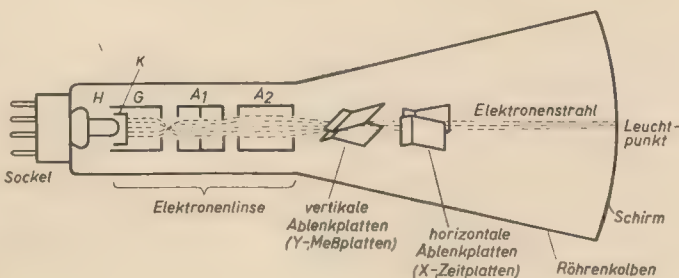 K
H
G
A1
A2
Elektronenstrahl
Leucht-
punkt
Sockel
Elektronenlinse
vertikale
Ablenkplatten
(Y-Meßplatten)
horizontale
Ablenkplatten
(X-Zeitplatten)
Schirm
Röhrenkolben